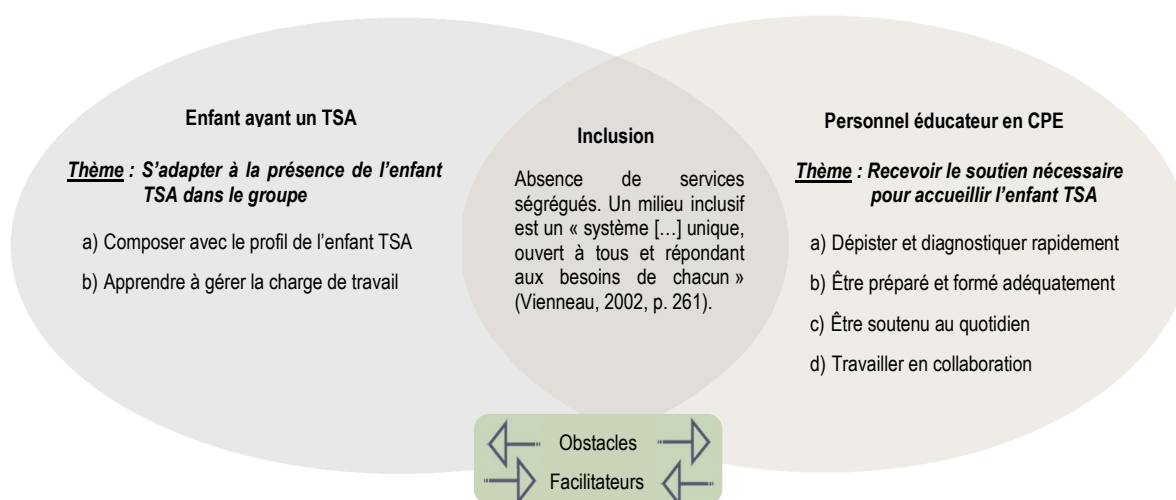 Enfant ayant un TSA
Thème : S’adapter à la présence de l’enfant
TSA dans le groupe
a) Composer avec le profil de l’enfant TSA
b) Apprendre à gérer la charge de travail
Inclusion
Absence de services
ségrégués. Un milieu inclusif
est un « système […] unique,
ouvert à tous et répondant
aux besoins de chacun »
(Vienneau, 2002, p. 261).
Personnel éducateur en CPE
Thème : Recevoir le soutien nécessaire
pour accueillir l’enfant TSA
a) Dépister et diagnostiquer rapidement
b) Être préparé et formé adéquatement
c) Être soutenu au quotidien
d) Travailler en collaboration
Obstacles
Facilitateurs